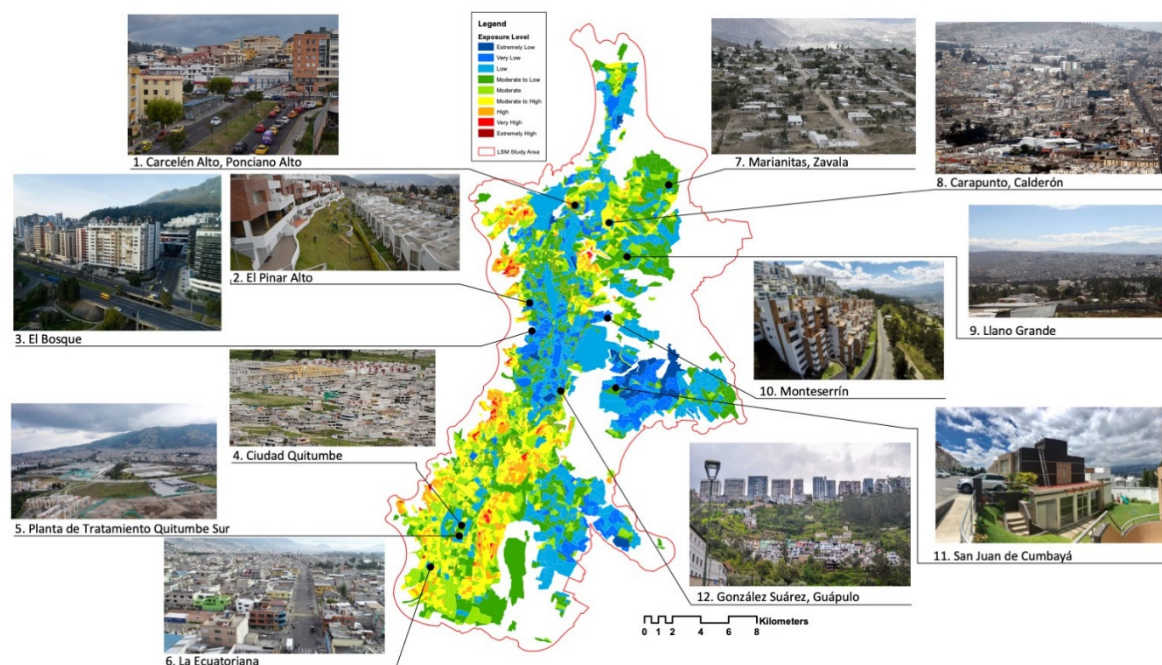 Legend
Exposure Level
Extremely Low
Very Low
Low
Moderate to Low
Moderate
Moderate to High
High
Very High
Extremely High
LSM Study Area
1. Carcelén Alto, Ponciano Alto
2. El Pinar Alto
3. El Bosque
4. Ciudad Quitumbe
5. Planta de Tratamiento Quitumbe Sur
6. La Ecuatoriana
7. Marianitas, Zavala
8. Carapunto, Calderón
9. Llano Grande
10. Monteserrín
11. San Juan de Cumbayá
12. González Suárez, Guápulo
Kilometers
0 1 2 4 6 8